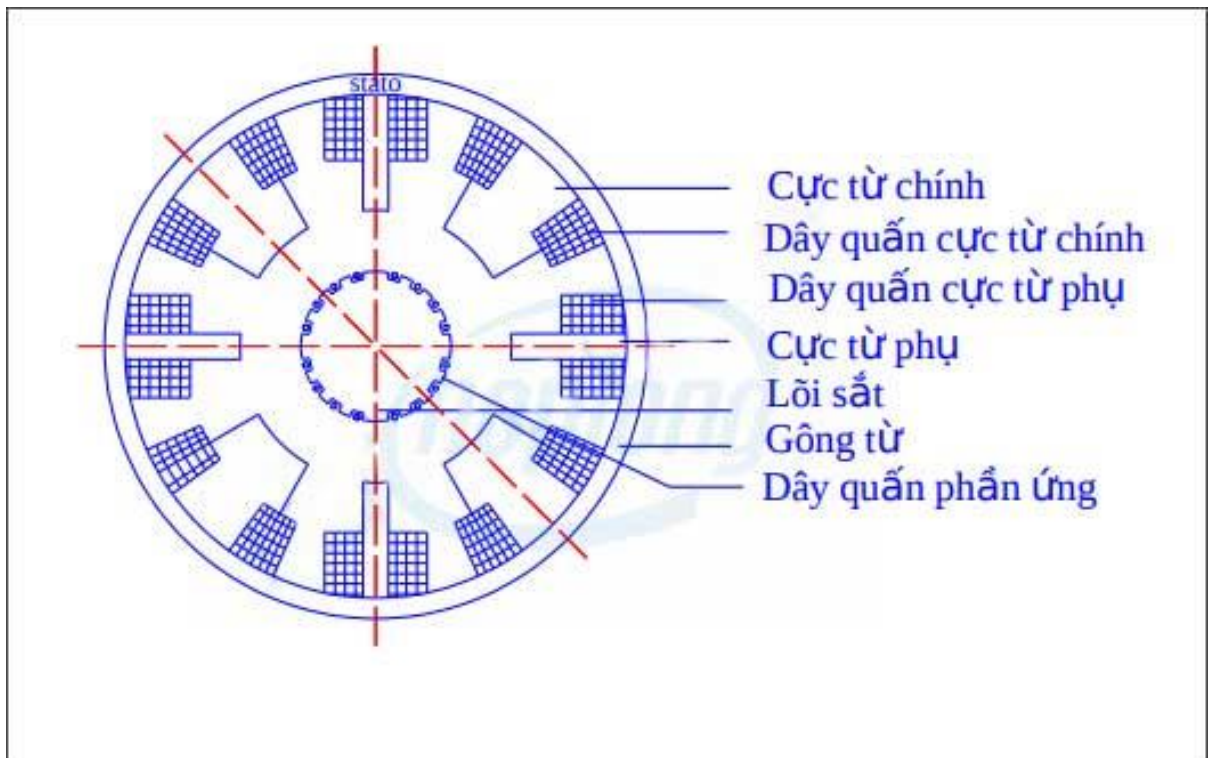 stato
Cực từ chính
Dây quấn cực từ chính
Dây quấn cực từ phụ
Cực từ phụ
Lõi sắt
Gông từ
Dây quấn phần ứng